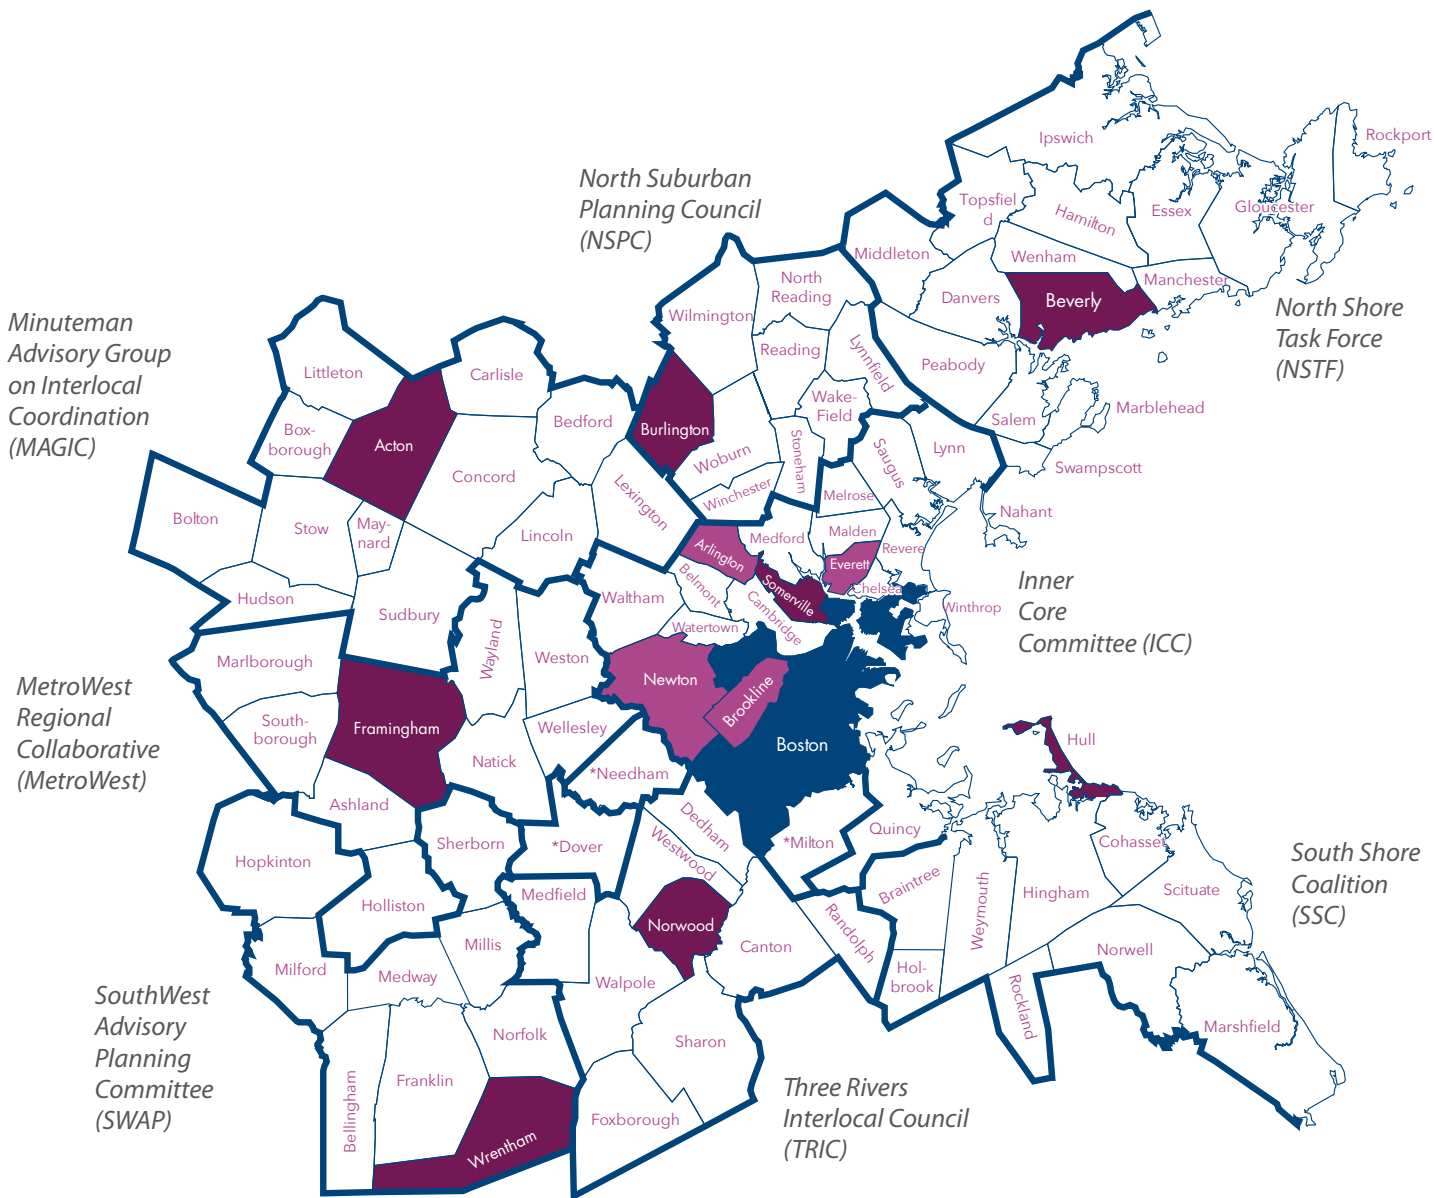 Rockport
Ipswich
North Suburban
Planning Council
(NSPC)
Topsfiel
d
Hamilton
Essex
Gloucester
Middleton
Wenham
North
Reading
Manchester
Danvers
Beverly
North Shore
Task Force
(NSTF)
Wilmington
Minuteman
Advisory Group
on Interlocal
Coordination
(MAGIC)
Reading
Lynnfield
Peabody
Littleton
Carlisle
Wake-
Field
Marblehead
Salem
Bedford
Burlington
Box-
borough
Acton
Woburn
Stoneham
Saugus
Lynn
Swampscott
Concord
Lexington
Winchester
Melrose
Bolton
Stow
May-
nard
Nahant
Lincoln
Medford
Malden
Arlington
Revere
Everett
Somerville
Chelsea
Belmont
Inner
Core
Committee (ICC)
Hudson
Waltham
Cambridge
Winthrop
Sudbury
Watertown
Wayland
Weston
Marlborough
Newton
Brookline
MetroWest
Regional
Collaborative
(MetroWest)
South-
borough
Framingham
Wellesley
Boston
Hull
Natick
*Needham
Ashland
Dedham
Quincy
Sherborn
*Dover
Westwood
*Milton
Cohasset
South Shore
Coalition
(SSC)
Hopkinton
Medfield
Braintree
Weymouth
Hingham
Scituate
Holliston
Norwood
Randolph
Millis
Canton
Norwell
Milford
Medway
Walpole
Hol-
brook
Rockland
SouthWest
Advisory
Planning
Committee
(SWAP)
Norfolk
Sharon
Marshfield
Franklin
Bellingham
Three Rivers
Interlocal Council
(TRIC)
Foxborough
Wrentham